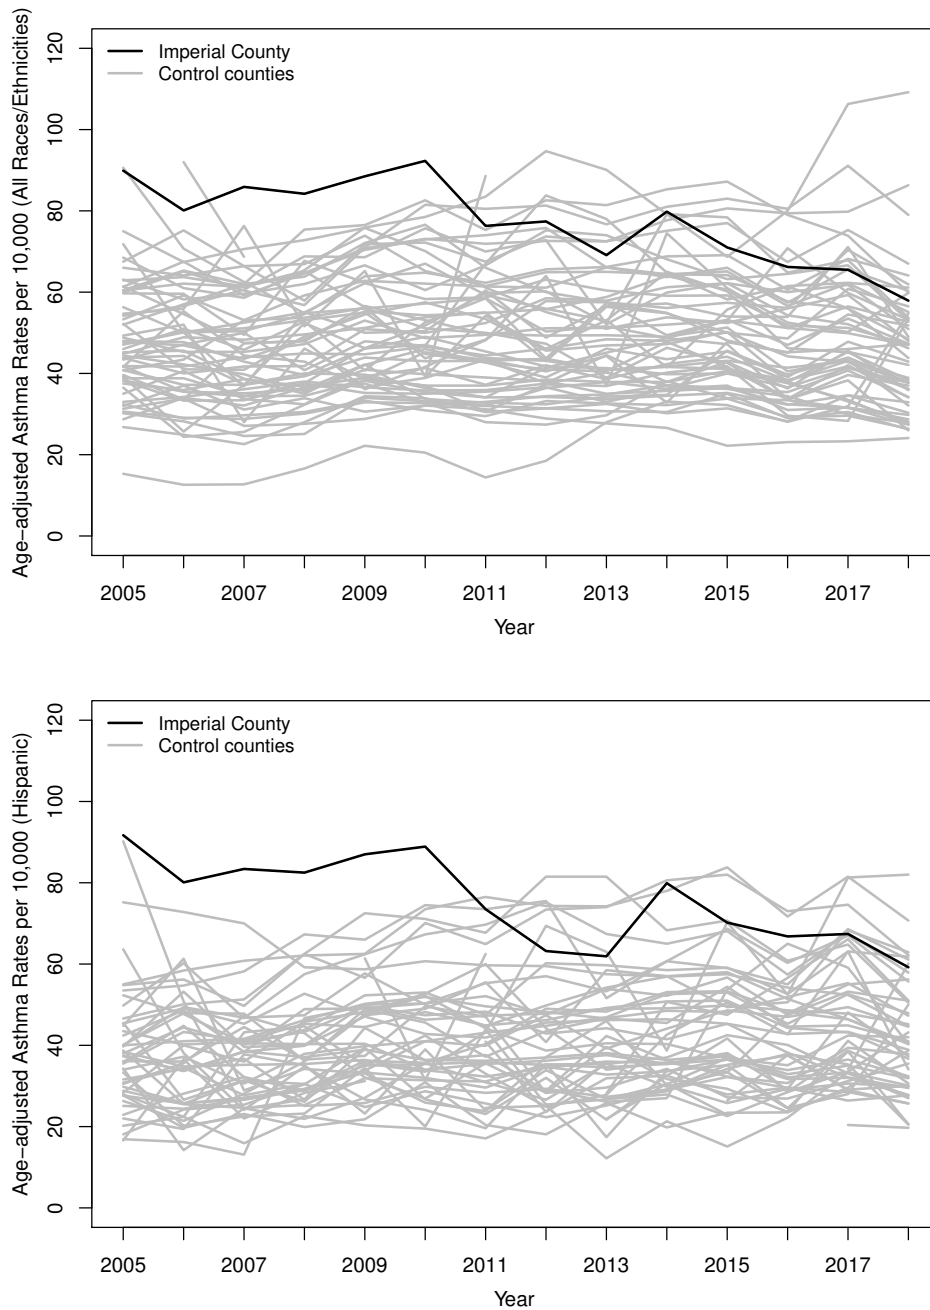 Age−adjusted Asthma Rates per 10,000 (All Races/Ethnicities)
120
100
80
60
40
20
0
Imperial County
Control counties
2005 2007 2009 2011 2013 2015 2017
Year
Age−adjusted Asthma Rates per 10,000 (Hispanic)
120
100
80
60
40
20
0
Imperial County
Control counties
2005 2007 2009 2011 2013 2015 2017
Year